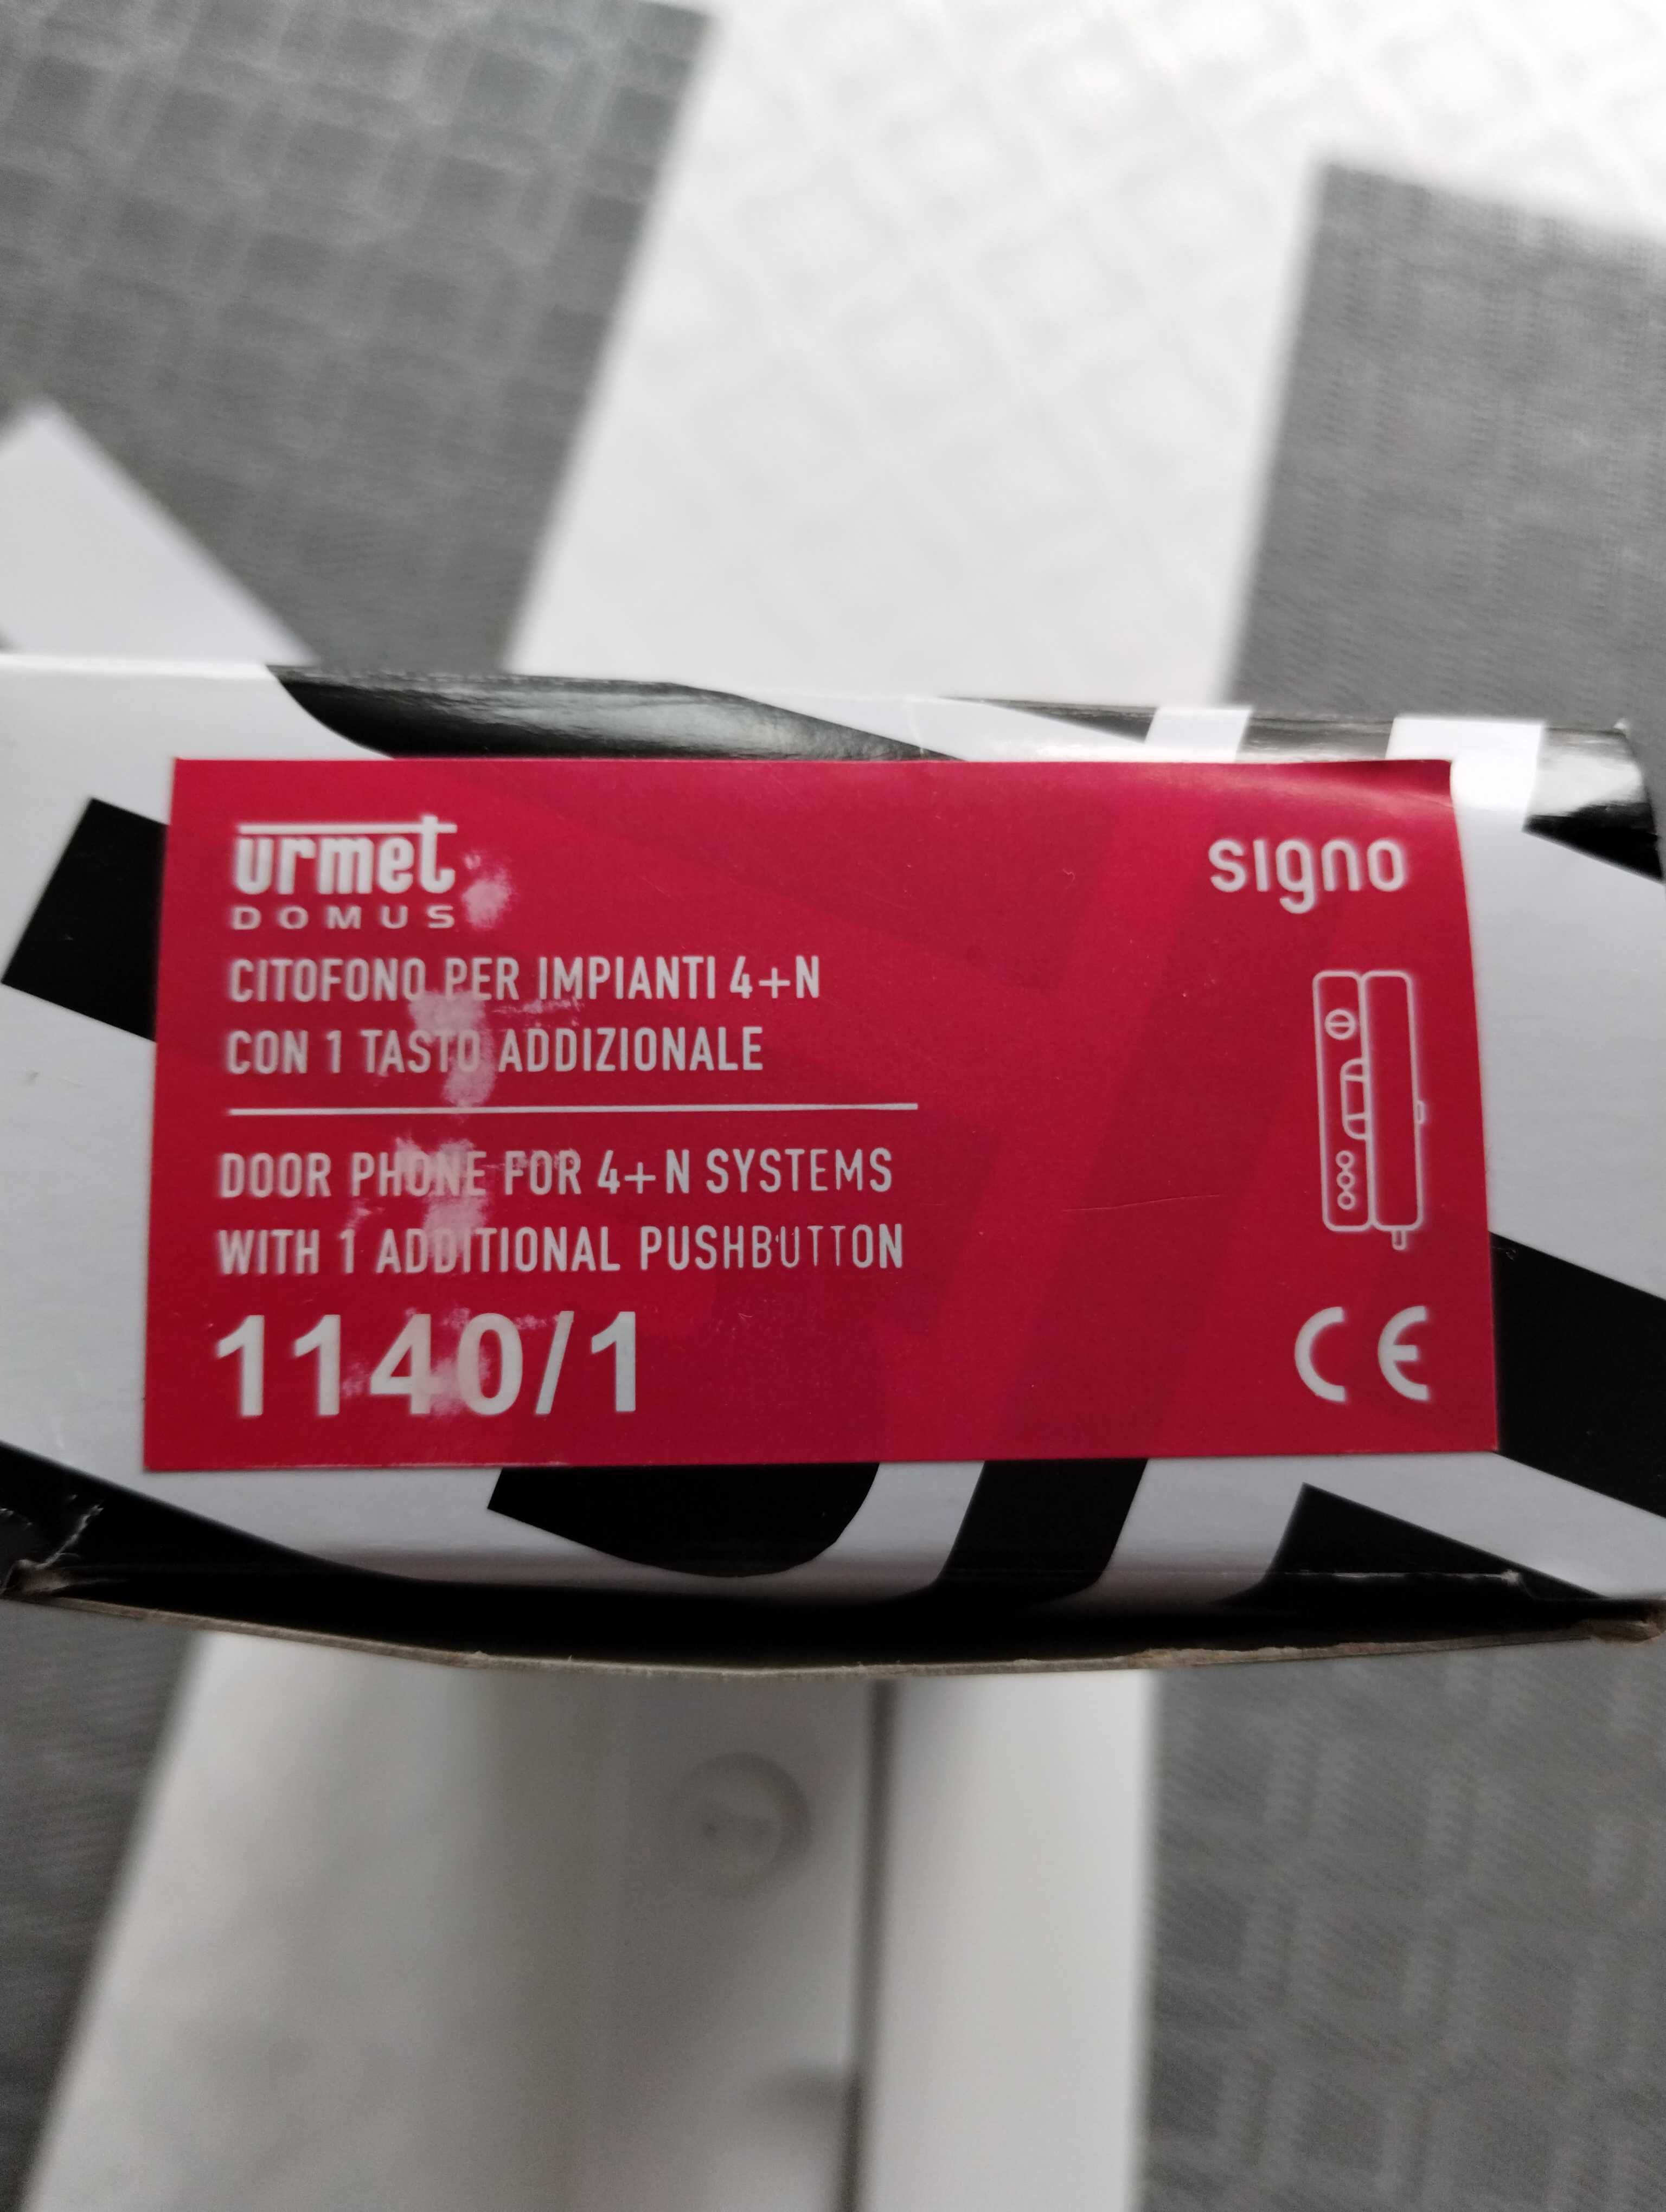 urmet
DOMUS
signo
CITOFONO PER IMPIANTI 4+N
CON 1 TASTO ADDIZIONALE
DOOR PHONE FOR 4+N SYSTEMS
WITH 1 ADDITIONAL PUSHBUTTON
1140/1
CE